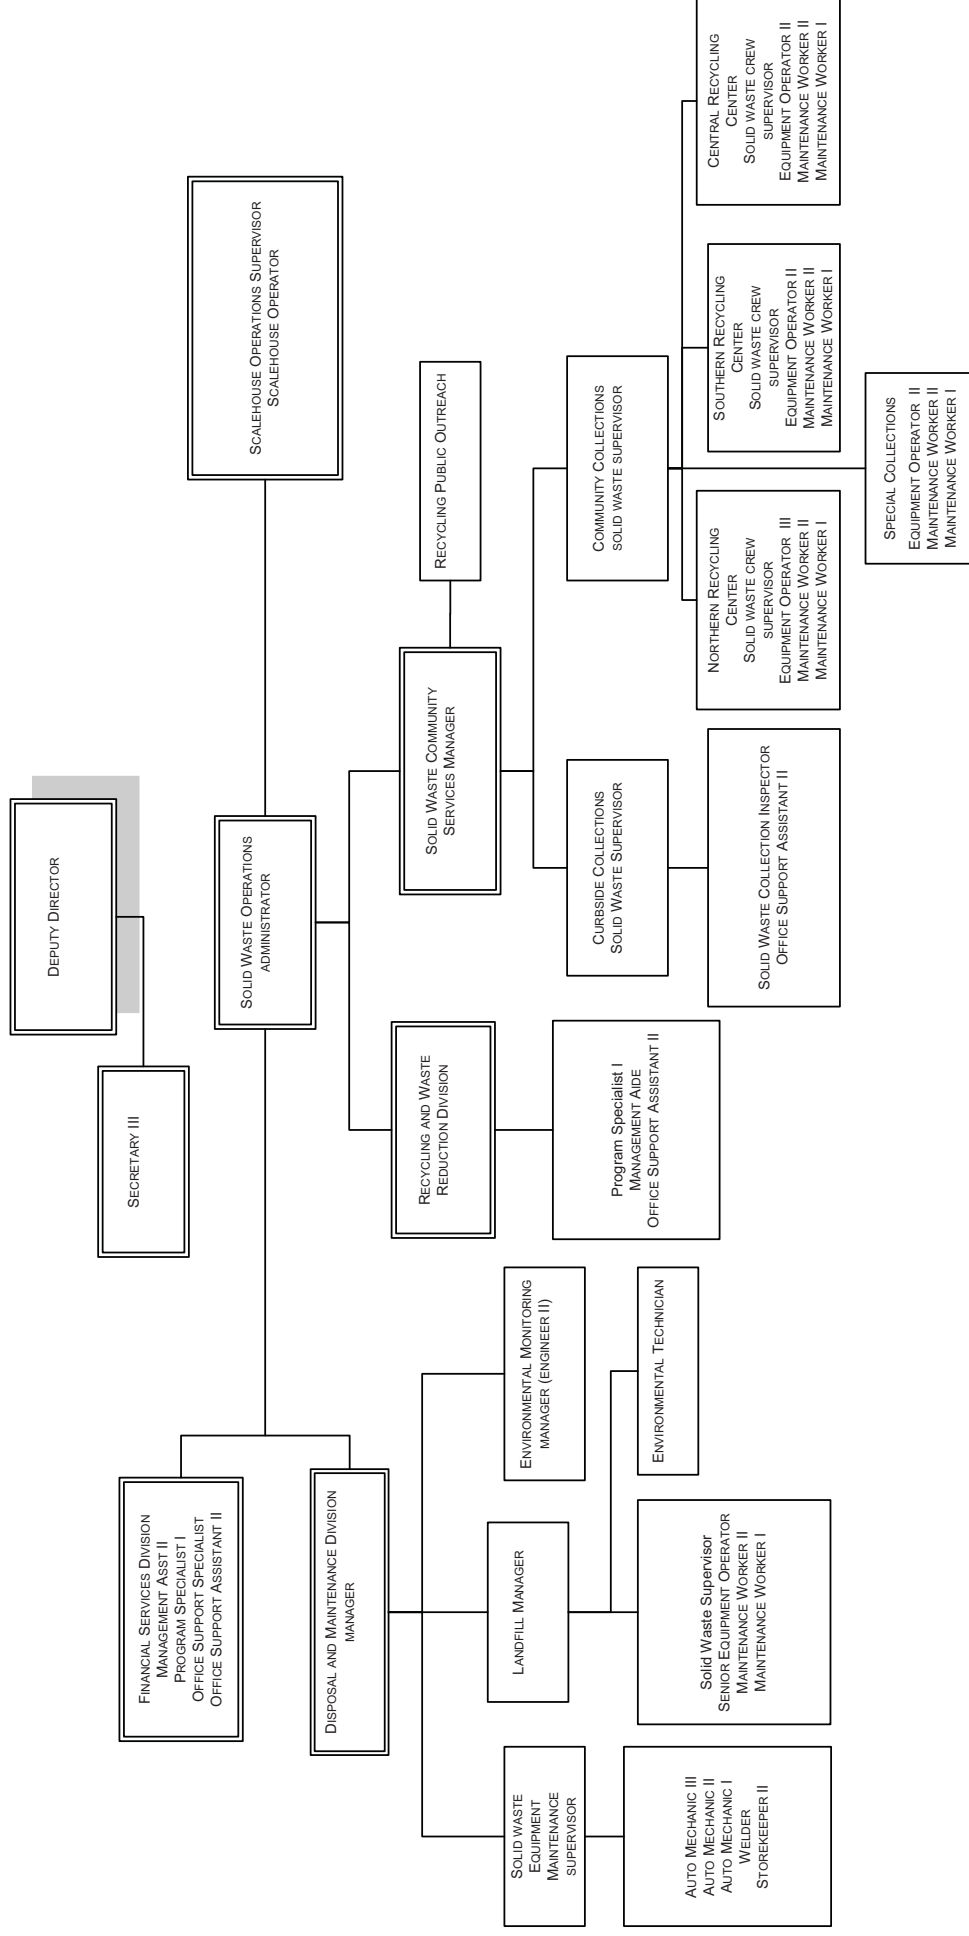 DEPUTY DIRECTOR
SECRETARY III
SOLID WASTE OPERATIONS
ADMINISTRATOR
SCALEHOUSE OPERATIONS SUPERVISOR
SCALEHOUSE OPERATOR
FINANCIAL SERVICES DIVISION
MANAGEMENT ASST II
PROGRAM SPECIALIST I
OFFICE SUPPORT SPECIALIST
OFFICE SUPPORT ASSISTANT II
DISPOSAL AND MAINTENANCE DIVISION
MANAGER
RECYCLING AND WASTE
REDUCTION DIVISION
SOLID WASTE COMMUNITY
SERVICES MANAGER
RECYCLING PUBLIC OUTREACH
SOLID WASTE
EQUIPMENT
MAINTENANCE
SUPERVISOR
LANDFILL MANAGER
ENVIRONMENTAL MONITORING
MANAGER (ENGINEER II)
Program Specialist I
MANAGEMENT AIDE
OFFICE SUPPORT ASSISTANT II
CURBSIDE COLLECTIONS
SOLID WASTE SUPERVISOR
COMMUNITY COLLECTIONS
SOLID WASTE SUPERVISOR
AUTO MECHANIC III
AUTO MECHANIC II
AUTO MECHANIC I
WELDER
STOREKEEPER II
Solid Waste Supervisor
SENIOR EQUIPMENT OPERATOR
MAINTENANCE WORKER II
MAINTENANCE WORKER I
ENVIRONMENTAL TECHNICIAN
SOLID WASTE COLLECTION INSPECTOR
OFFICE SUPPORT ASSISTANT II
NORTHERN RECYCLING
CENTER
SOLID WASTE CREW
SUPERVISOR
EQUIPMENT OPERATOR III
MAINTENANCE WORKER II
MAINTENANCE WORKER I
SOUTHERN RECYCLING
CENTER
SOLID WASTE CREW
SUPERVISOR
EQUIPMENT OPERATOR II
MAINTENANCE WORKER II
MAINTENANCE WORKER I
CENTRAL RECYCLING
CENTER
SOLID WASTE CREW
SUPERVISOR
EQUIPMENT OPERATOR II
MAINTENANCE WORKER II
MAINTENANCE WORKER I
SPECIAL COLLECTIONS
EQUIPMENT OPERATOR II
MAINTENANCE WORKER II
MAINTENANCE WORKER I